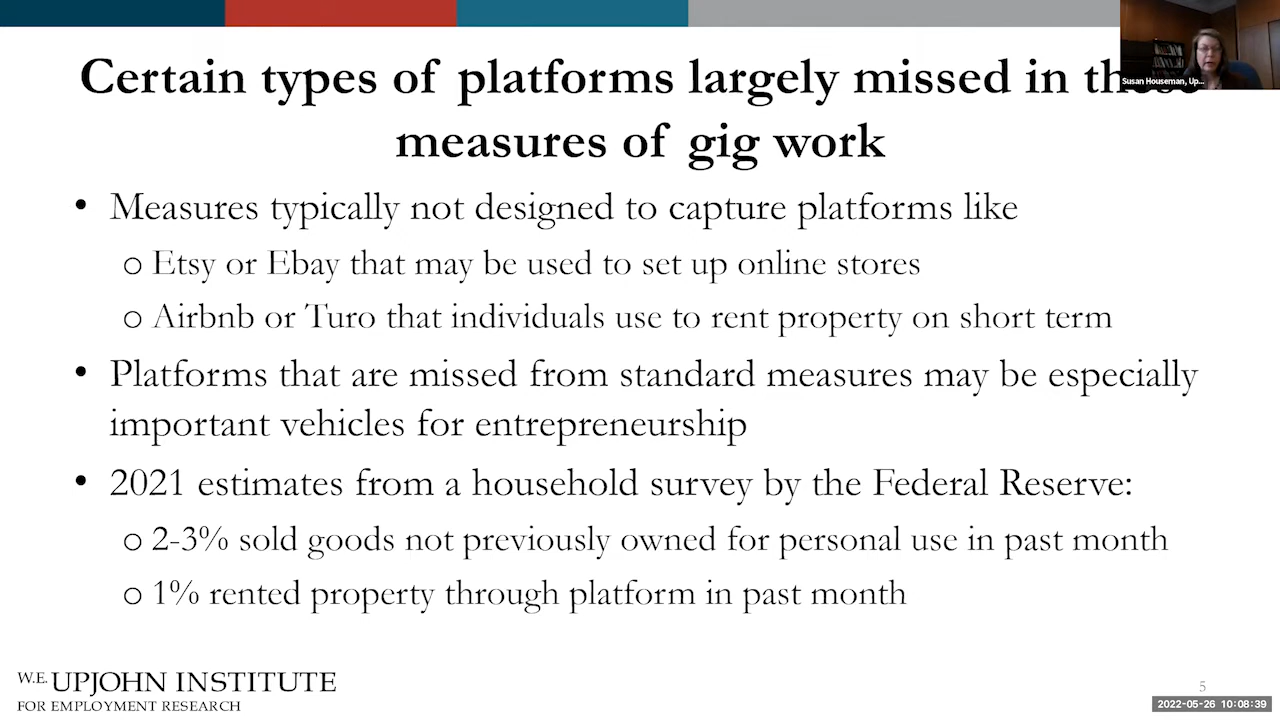 Certain types of platforms largely missed in these
measures of gig work
Susan Houseman, Up...
• Measures typically not designed to capture platforms like
o Etsy or Ebay that may be used to set up online stores
o Airbnb or Turo that individuals use to rent property on short term
• Platforms that are missed from standard measures may be especially
important vehicles for entrepreneurship
• 2021 estimates from a household survey by the Federal Reserve:
o 2-3% sold goods not previously owned for personal use in past month
o 1% rented property through platform in past month
W.E. UPJOHN INSTITUTE
FOR EMPLOYMENT RESEARCH
5
2022-05-26 10:08:39